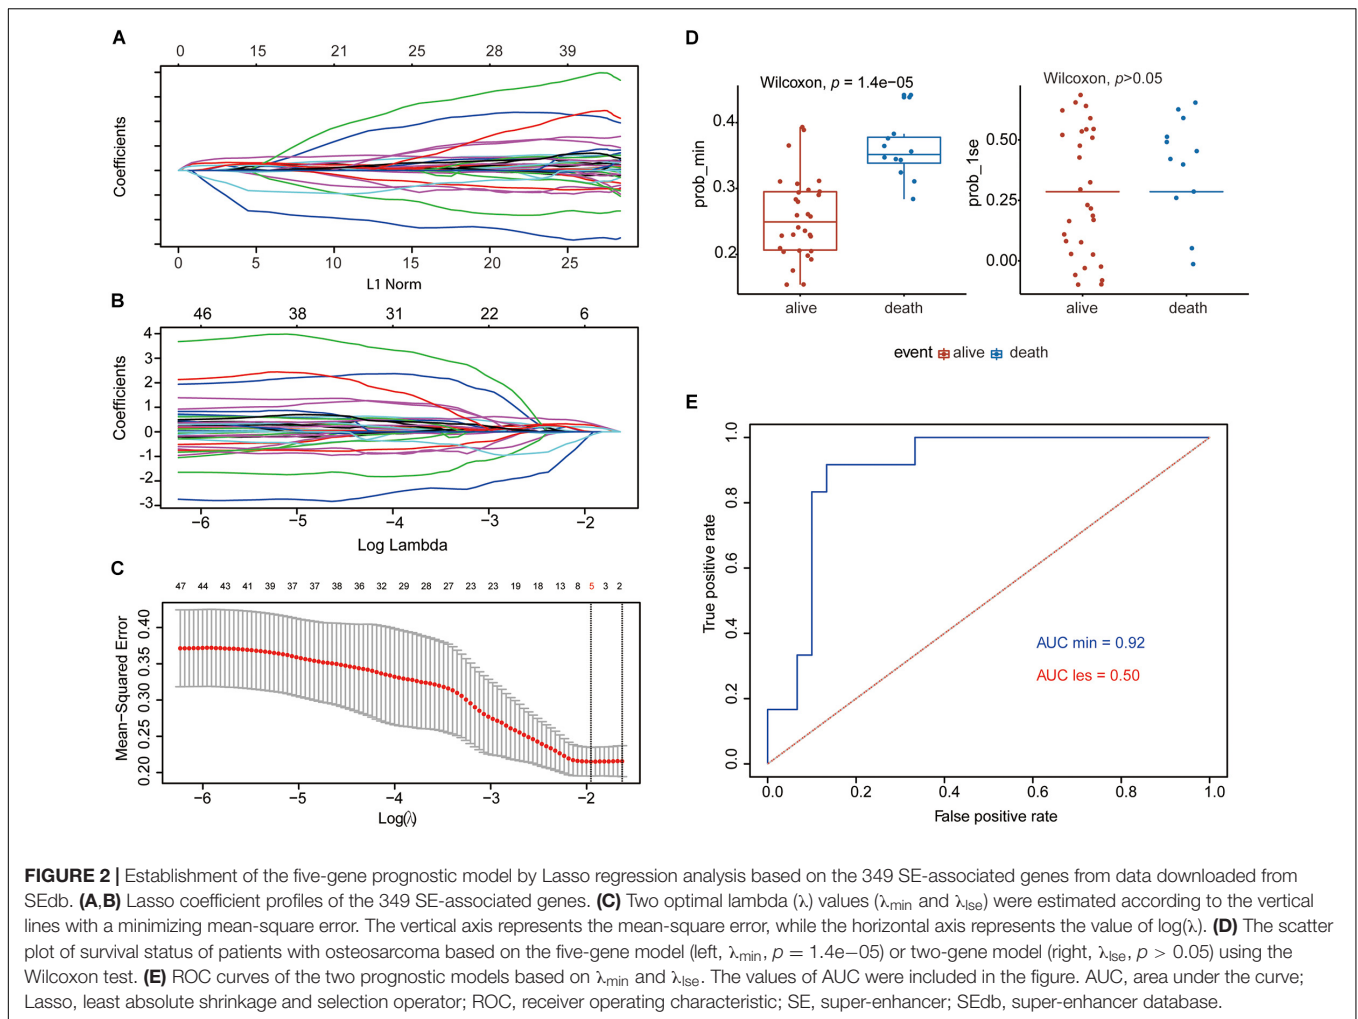 A
0 15 21 25 28 39
Coefficients
0 5 10 15 20 25
L1 Norm
B
46 38 31 22 6
Coefficients
4
3
2
1
0
−1
−2
−3
−6 −5 −4 −3 −2
Log Lambda
C
47 44 43 41 39 37 37 38 36 32 29 28 27 23 23 19 18 13 8 5 3 2
Mean−Squared Error
0.40
0.35
0.30
0.25
0.20
−6 −5 −4 −3 −2
Log(λ)
D
Wilcoxon, p = 1.4e−05
prob_min
0.4
0.3
0.2
alive death
Wilcoxon, p>0.05
prob_1se
0.50
0.25
0.00
alive death
event alive death
E
True positive rate
1.0
0.8
0.6
0.4
0.2
0.0
AUC min = 0.92
AUC les = 0.50
0.0 0.2 0.4 0.6 0.8 1.0
False positive rate
FIGURE 2 | Establishment of the five-gene prognostic model by Lasso regression analysis based on the 349 SE-associated genes from data downloaded from
SEdb. (A,B) Lasso coefficient profiles of the 349 SE-associated genes. (C) Two optimal lambda (λ) values (λmin and λlse) were estimated according to the vertical
lines with a minimizing mean-square error. The vertical axis represents the mean-square error, while the horizontal axis represents the value of log(λ). (D) The scatter
plot of survival status of patients with osteosarcoma based on the five-gene model (left, λmin, p = 1.4e−05) or two-gene model (right, λlse, p > 0.05) using the
Wilcoxon test. (E) ROC curves of the two prognostic models based on λmin and λlse. The values of AUC were included in the figure. AUC, area under the curve;
Lasso, least absolute shrinkage and selection operator; ROC, receiver operating characteristic; SE, super-enhancer; SEdb, super-enhancer database.